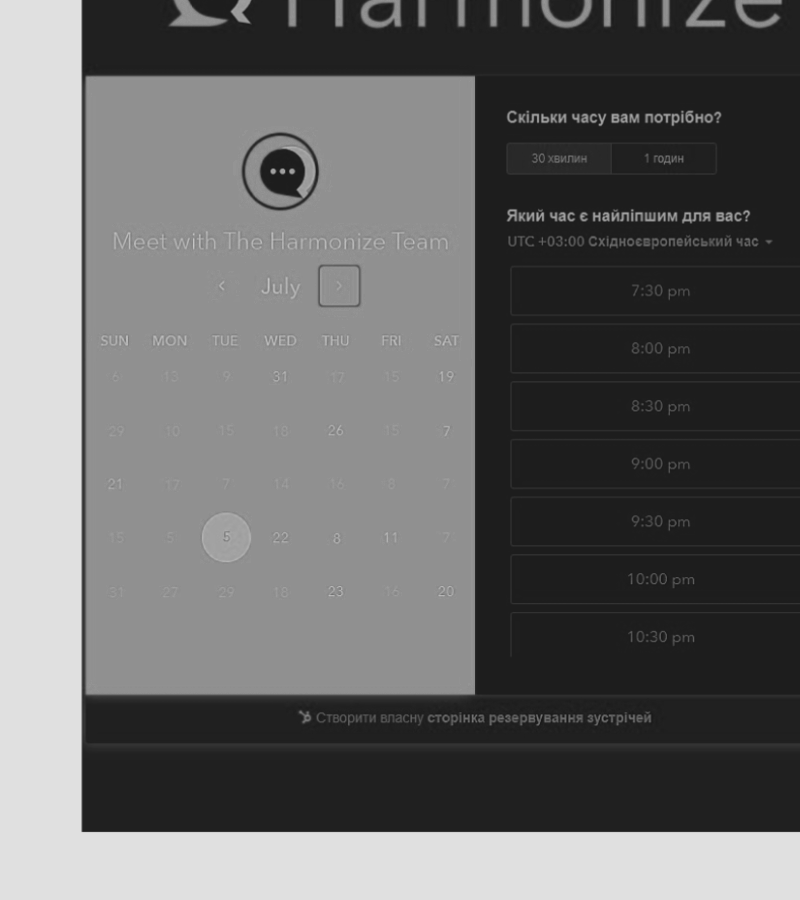 Harmonize
Meet with The Harmonize Team
July
SUN MON TUE WED THU FRI SAT
6 13 9 31 17 15 19
29 10 15 18 26 15 7
21 17 7 14 16 8 7
15 5 5 22 8 11 7
31 27 29 18 23 16 20
Скільки часу вам потрібно?
30 хвилин 1 годин
Який час є найліпшим для вас?
UTC +03:00 Східноєвропейський час
7:30 pm
8:00 pm
8:30 pm
9:00 pm
9:30 pm
10:00 pm
10:30 pm
Створити власну сторінка резервування зустрічей